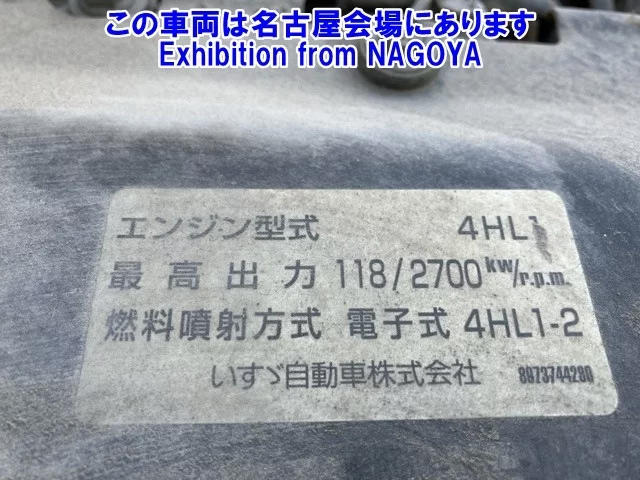 この車両は名古屋会場にあります
Exhibition from NAGOYA
エンジン型式 4HL1
最高出力 118/2700 kw/r.p.m.
燃料噴射方式 電子式 4HL1-2
いすゞ自動車株式会社 8973744280